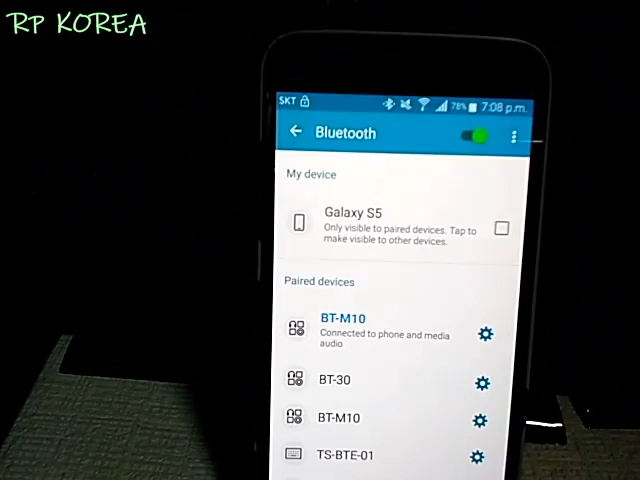 RP KOREA
SKT 78% 7:08 p.m.
Bluetooth
My device
Galaxy S5
Only visible to paired devices. Tap to
make visible to other devices.
Paired devices
BT-M10
Connected to phone and media
audio
BT-30
BT-M10
TS-BTE-01